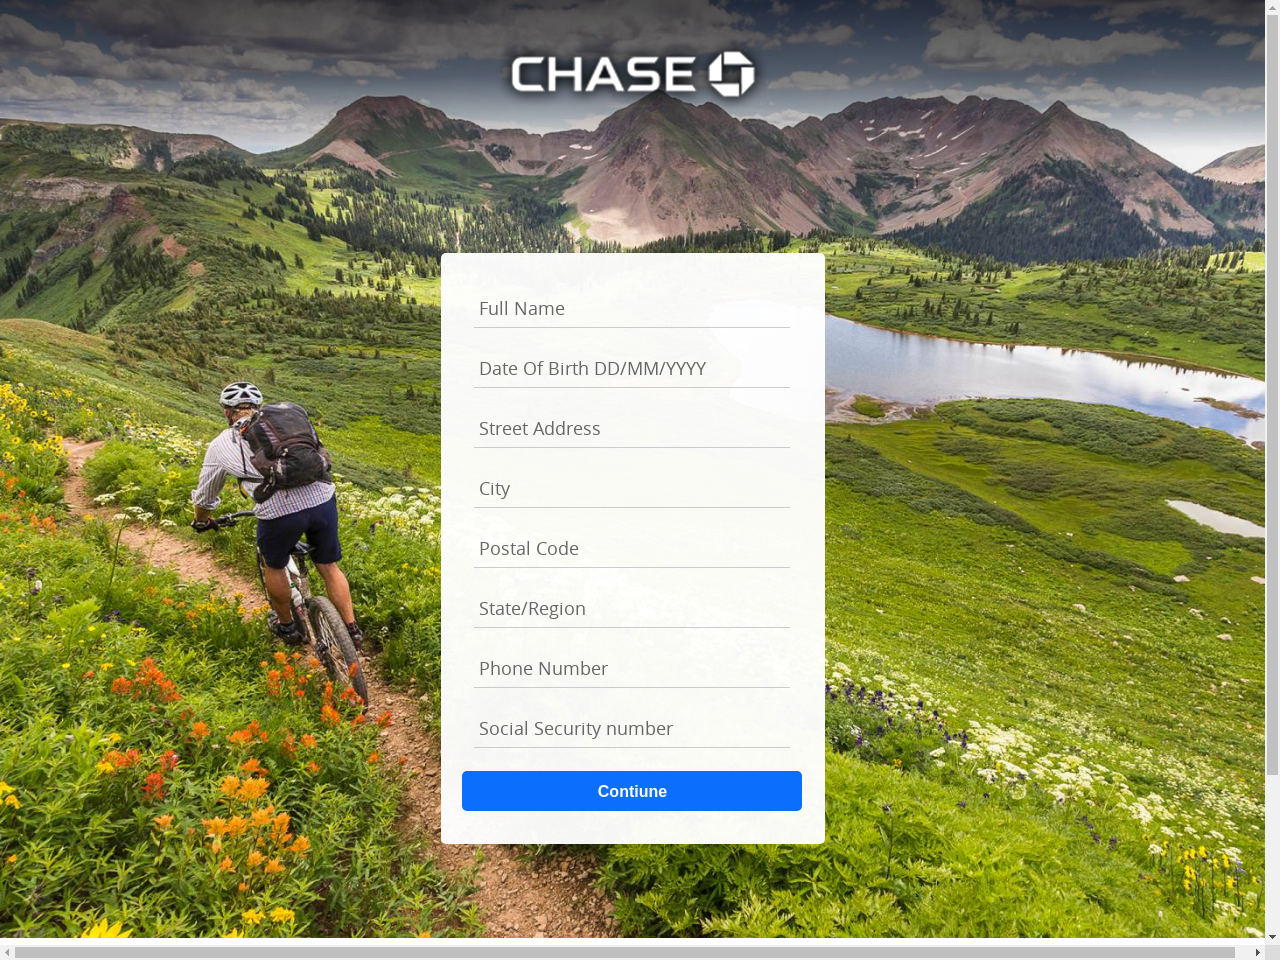 CHASE
Full Name
Date Of Birth DD/MM/YYYY
Street Address
City
Postal Code
State/Region
Phone Number
Social Security number
Contiune